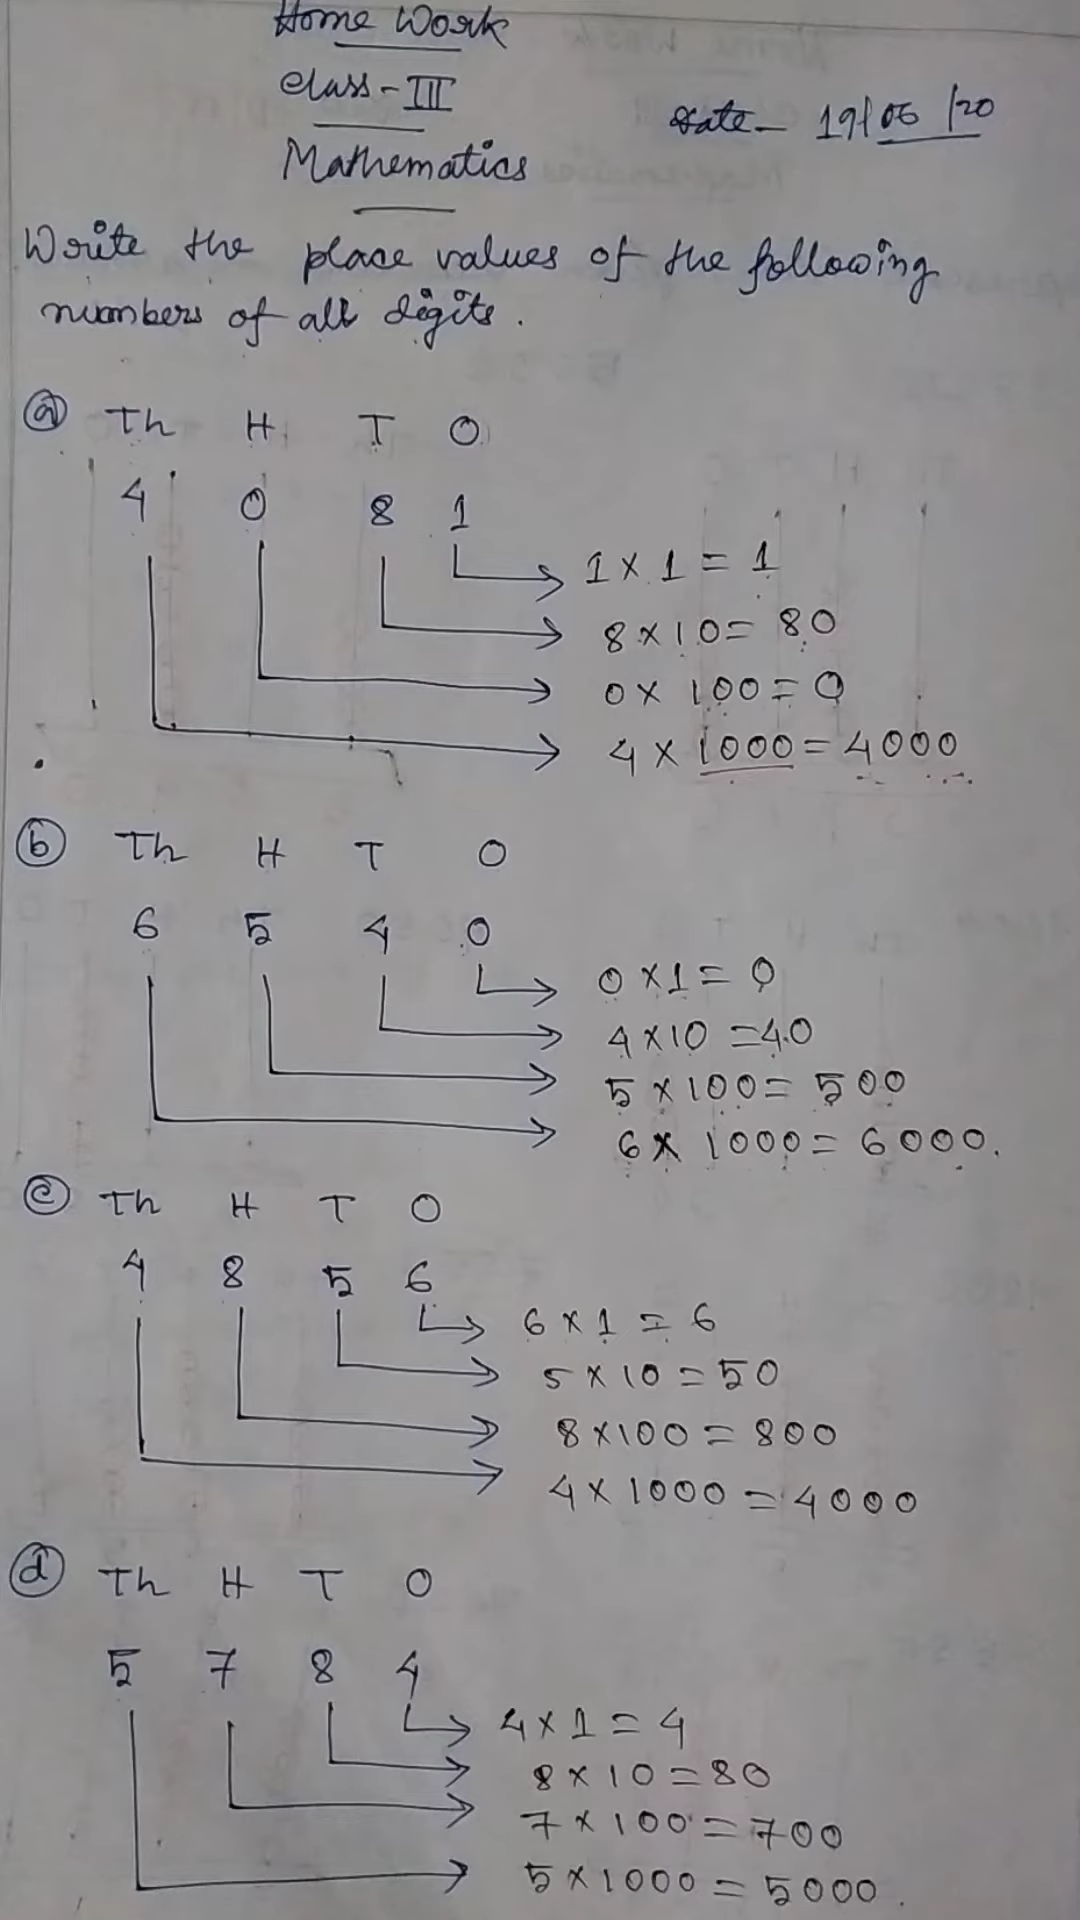 Home Work
Class-III
Date- 19/06/20
Mathematics
Write the place values of the following
numbers of all digits.
(a) Th H T O
4 0 8 1
1 × 1 = 1
8 × 10 = 80
0 × 100 = 0
4 × 1000 = 4000
(b) Th H T O
6 5 4 0
0 × 1 = 0
4 × 10 = 40
5 × 100 = 500
6 × 1000 = 6000.
(c) Th H T O
4 8 5 6
6 × 1 = 6
5 × 10 = 50
8 × 100 = 800
4 × 1000 = 4000
(d) Th H T O
5 7 8 4
4 × 1 = 4
8 × 10 = 80
7 × 100 = 700
5 × 1000 = 5000.